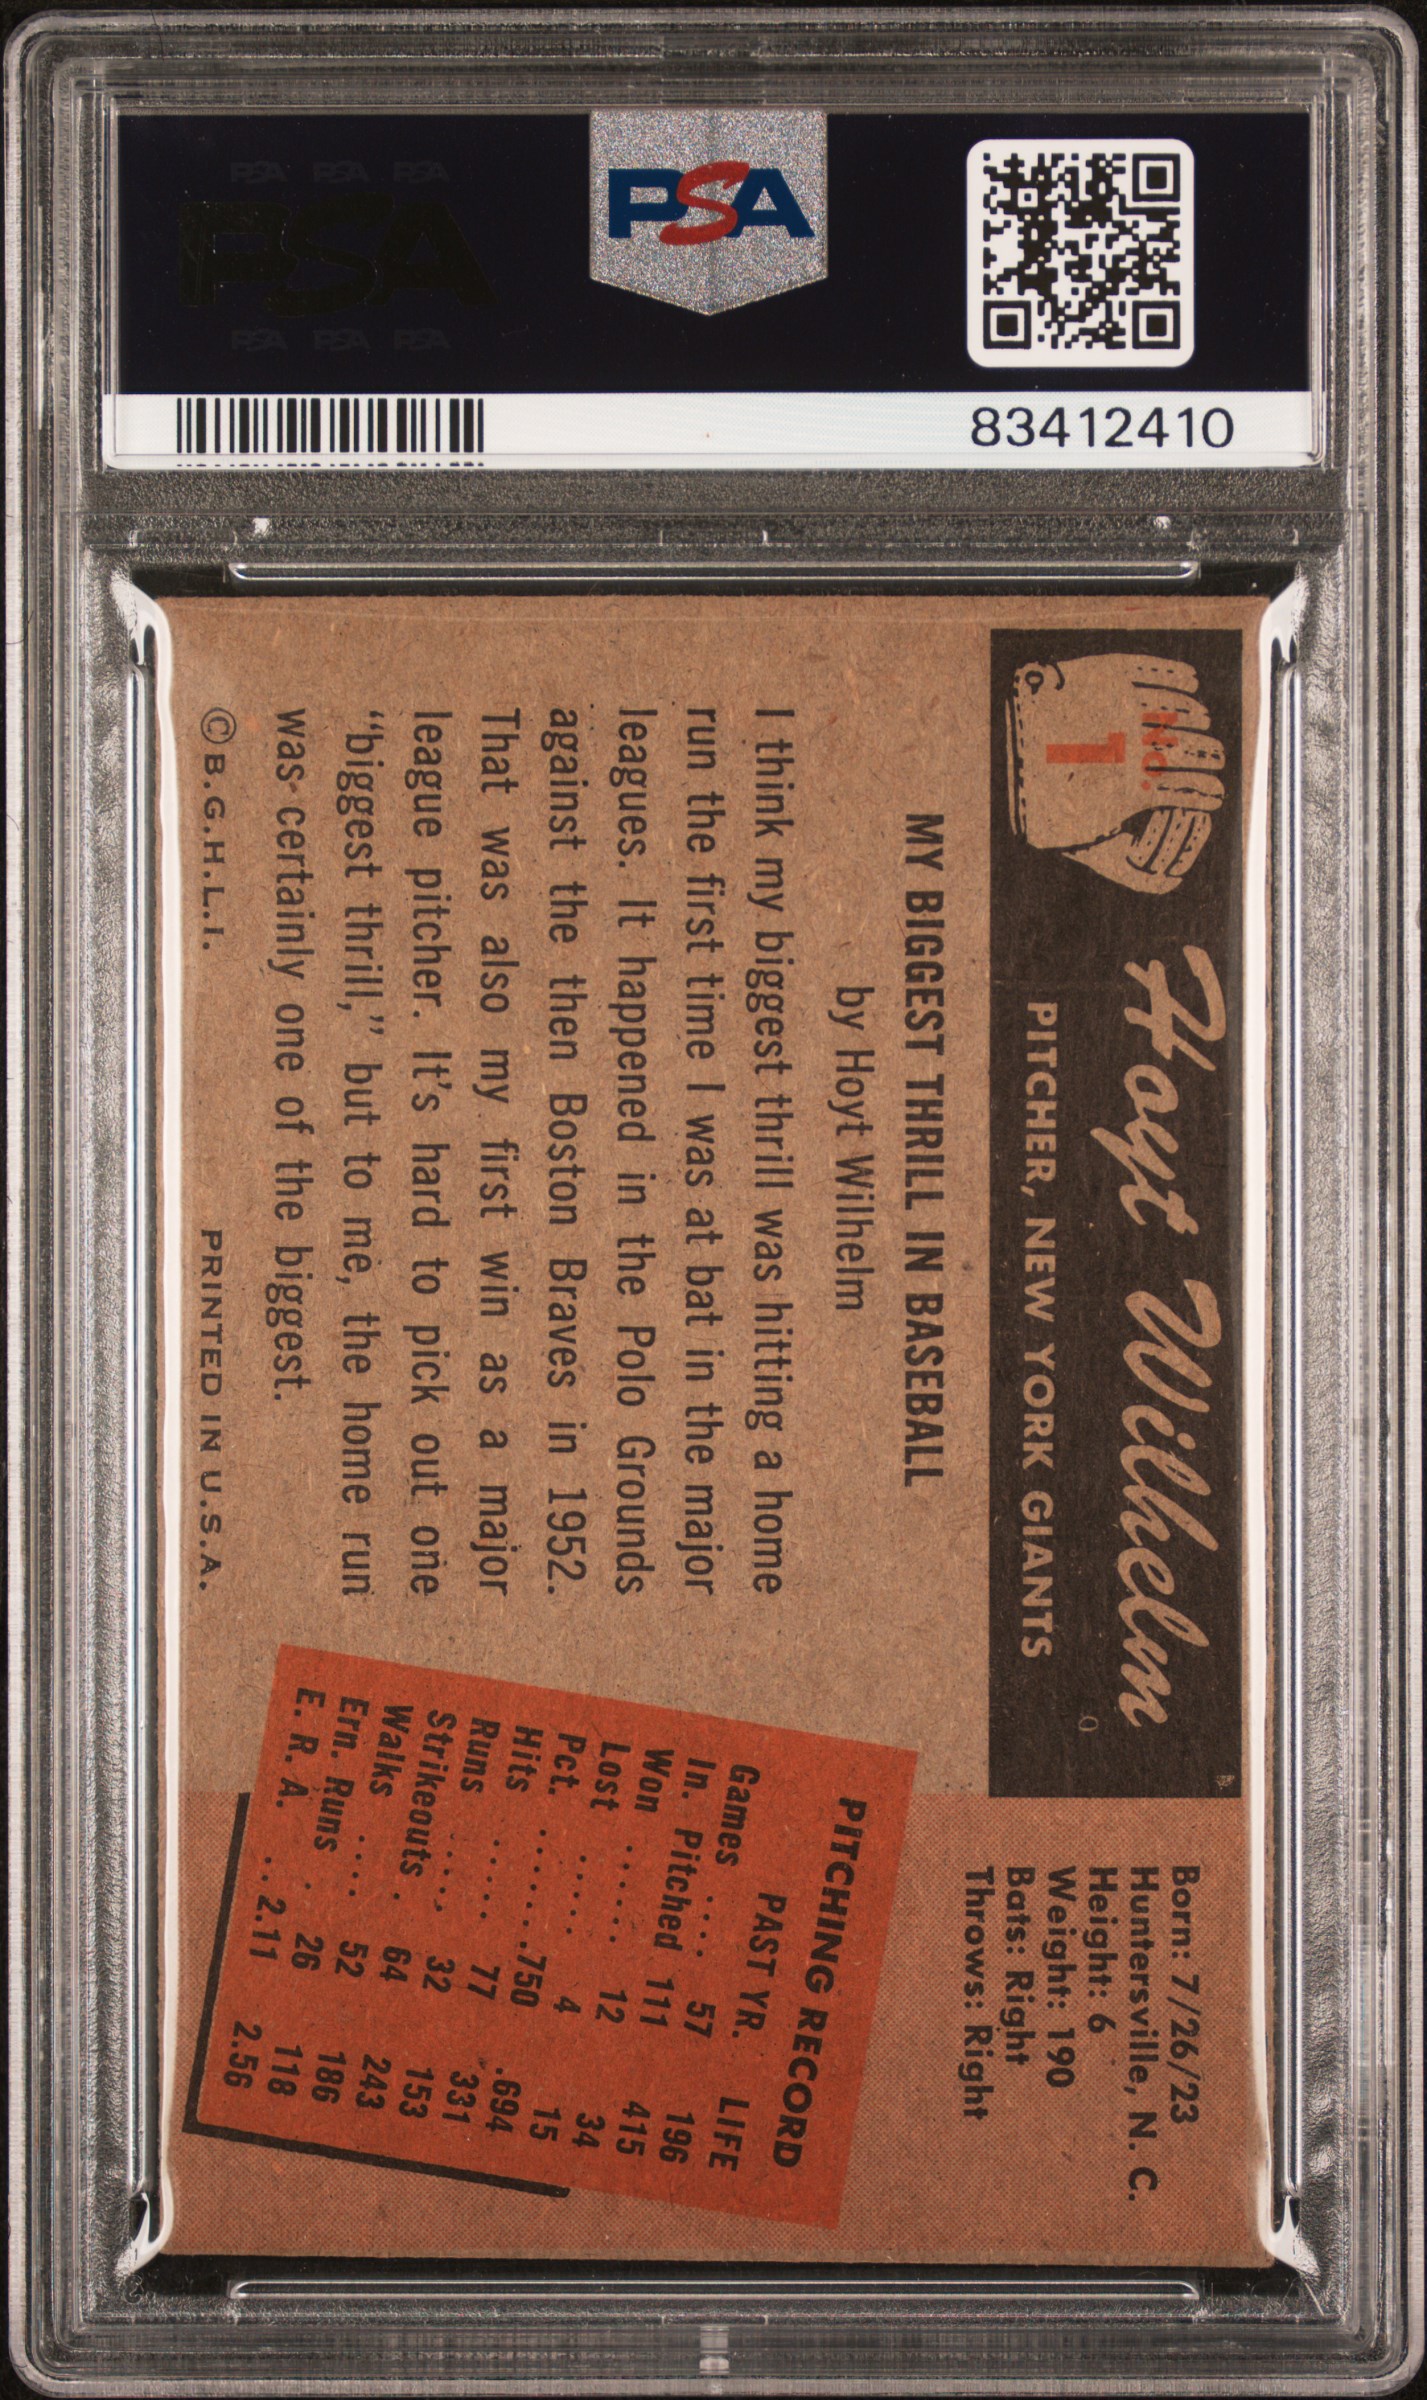 PSA PSA PSA
PSA
PSA PSA PSA
PSA
83412410
No.
1
Hoyt Wilhelm
PITCHER, NEW YORK GIANTS
MY BIGGEST THRILL IN BASEBALL
by Hoyt Wilhelm
I think my biggest thrill was hitting a home
run the first time I was at bat in the major
leagues. It happened in the Polo Grounds
against the then Boston Braves in 1952.
That was also my first win as a major
league pitcher. It's hard to pick out one
“biggest thrill,” but to me, the home run
was certainly one of the biggest.
© B.G.H.L.I. PRINTED IN U.S.A.
Born: 7/26/23
Huntersville, N. C.
Height: 6
Weight: 190
Bats: Right
Throws: Right
PITCHING RECORD
PAST YR. LIFE
Games .... 57 196
In. Pitched 111 415
Won ...... 12 34
Lost ..... 4 15
Pct. .......750 .694
Hits ..... 77 331
Runs .... 32 153
Strikeouts . 64 243
Walks .... 52 186
Ern. Runs . 26 118
E. R. A. ..2.11 2.56